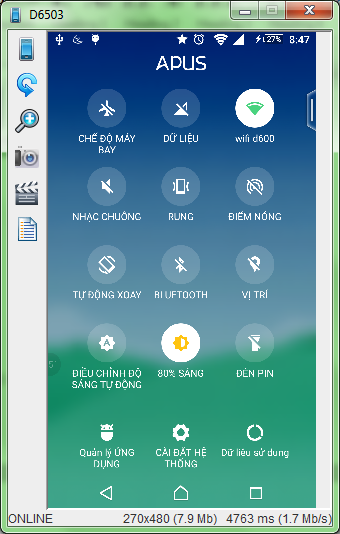 D6503
27% 8:47
APUS
CHẾ ĐỘ MÁY
BAY
DỮ LIỆU
wifi d600
NHẠC CHUÔNG
RUNG
ĐIỂM NÓNG
TỰ ĐỘNG XOAY
BLUETOOTH
VỊ TRÍ
A
ĐIỀU CHỈNH ĐỘ
SÁNG TỰ ĐỘNG
80% SÁNG
ĐÈN PIN
Quản lý ỨNG
DỤNG
CÀI ĐẶT HỆ
THỐNG
Dữ liệu sử dụng
ONLINE 270x480 (7.9 Mb) 4763 ms (1.7 Mb/s)